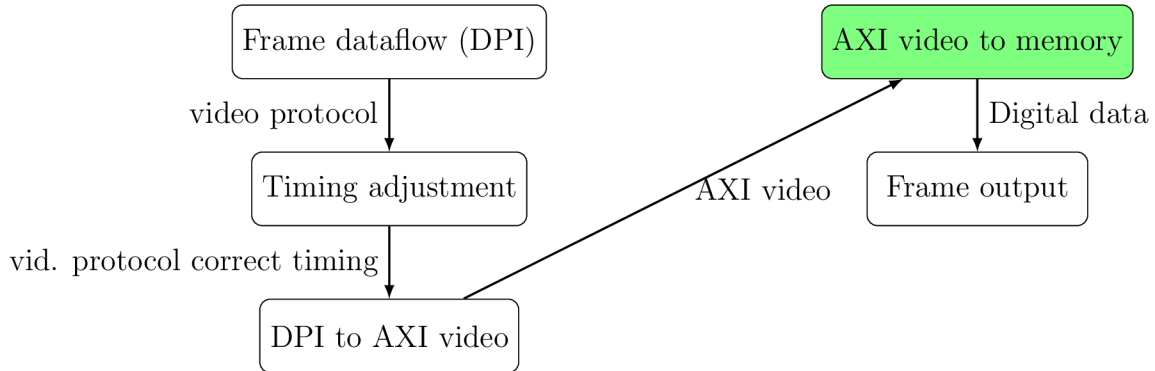 Frame dataflow (DPI)
video protocol
Timing adjustment
vid. protocol correct timing
DPI to AXI video
AXI video
AXI video to memory
Digital data
Frame output